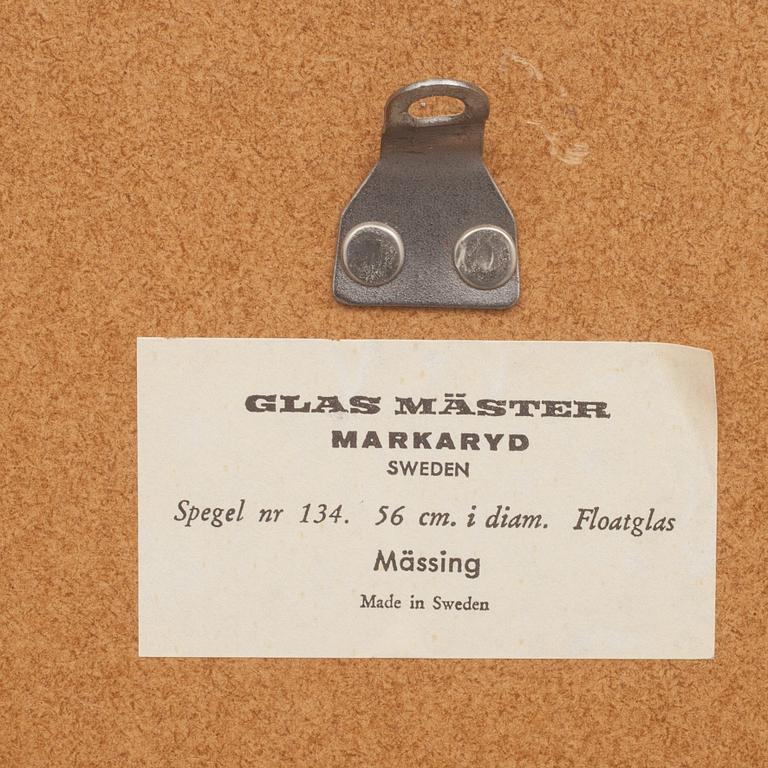 GLAS MÄSTER
MARKARYD
SWEDEN
Spegel nr 134. 56 cm. i diam. Floatglas
Mässing
Made in Sweden